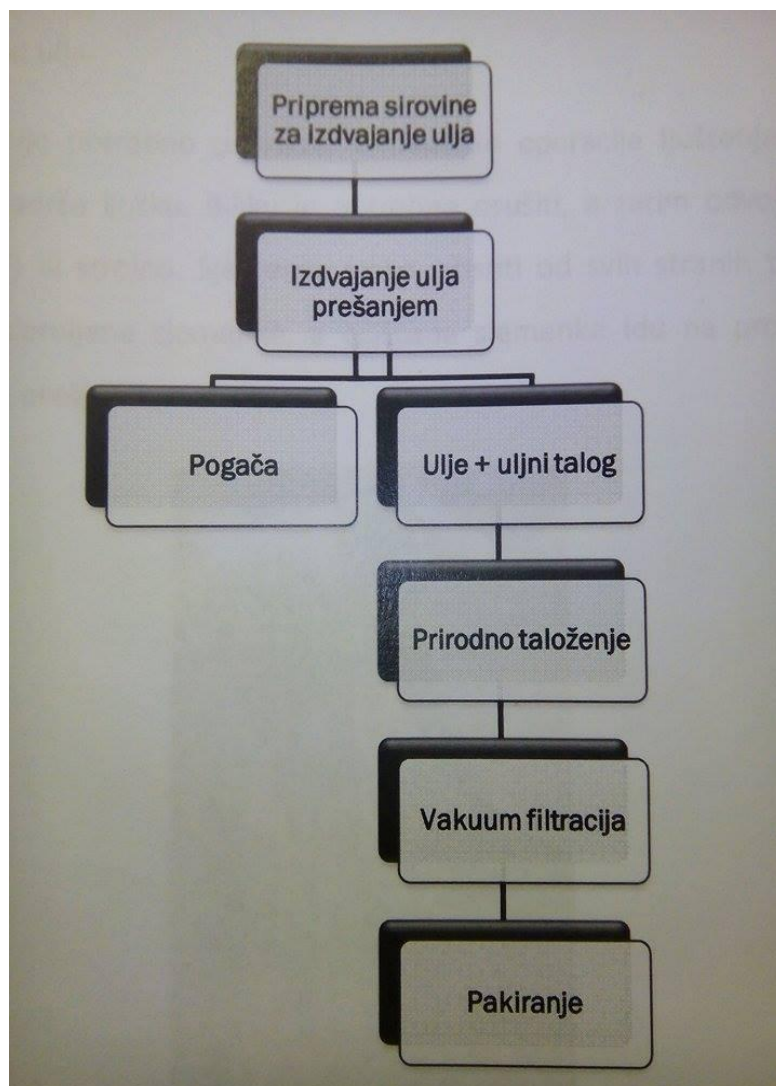 Priprema sirovine
za izdvajanje ulja
Izdvajanje ulja
prešanjem
Pogača
Ulje + uljni talog
Prirodno taloženje
Vakuum filtracija
Pakiranje